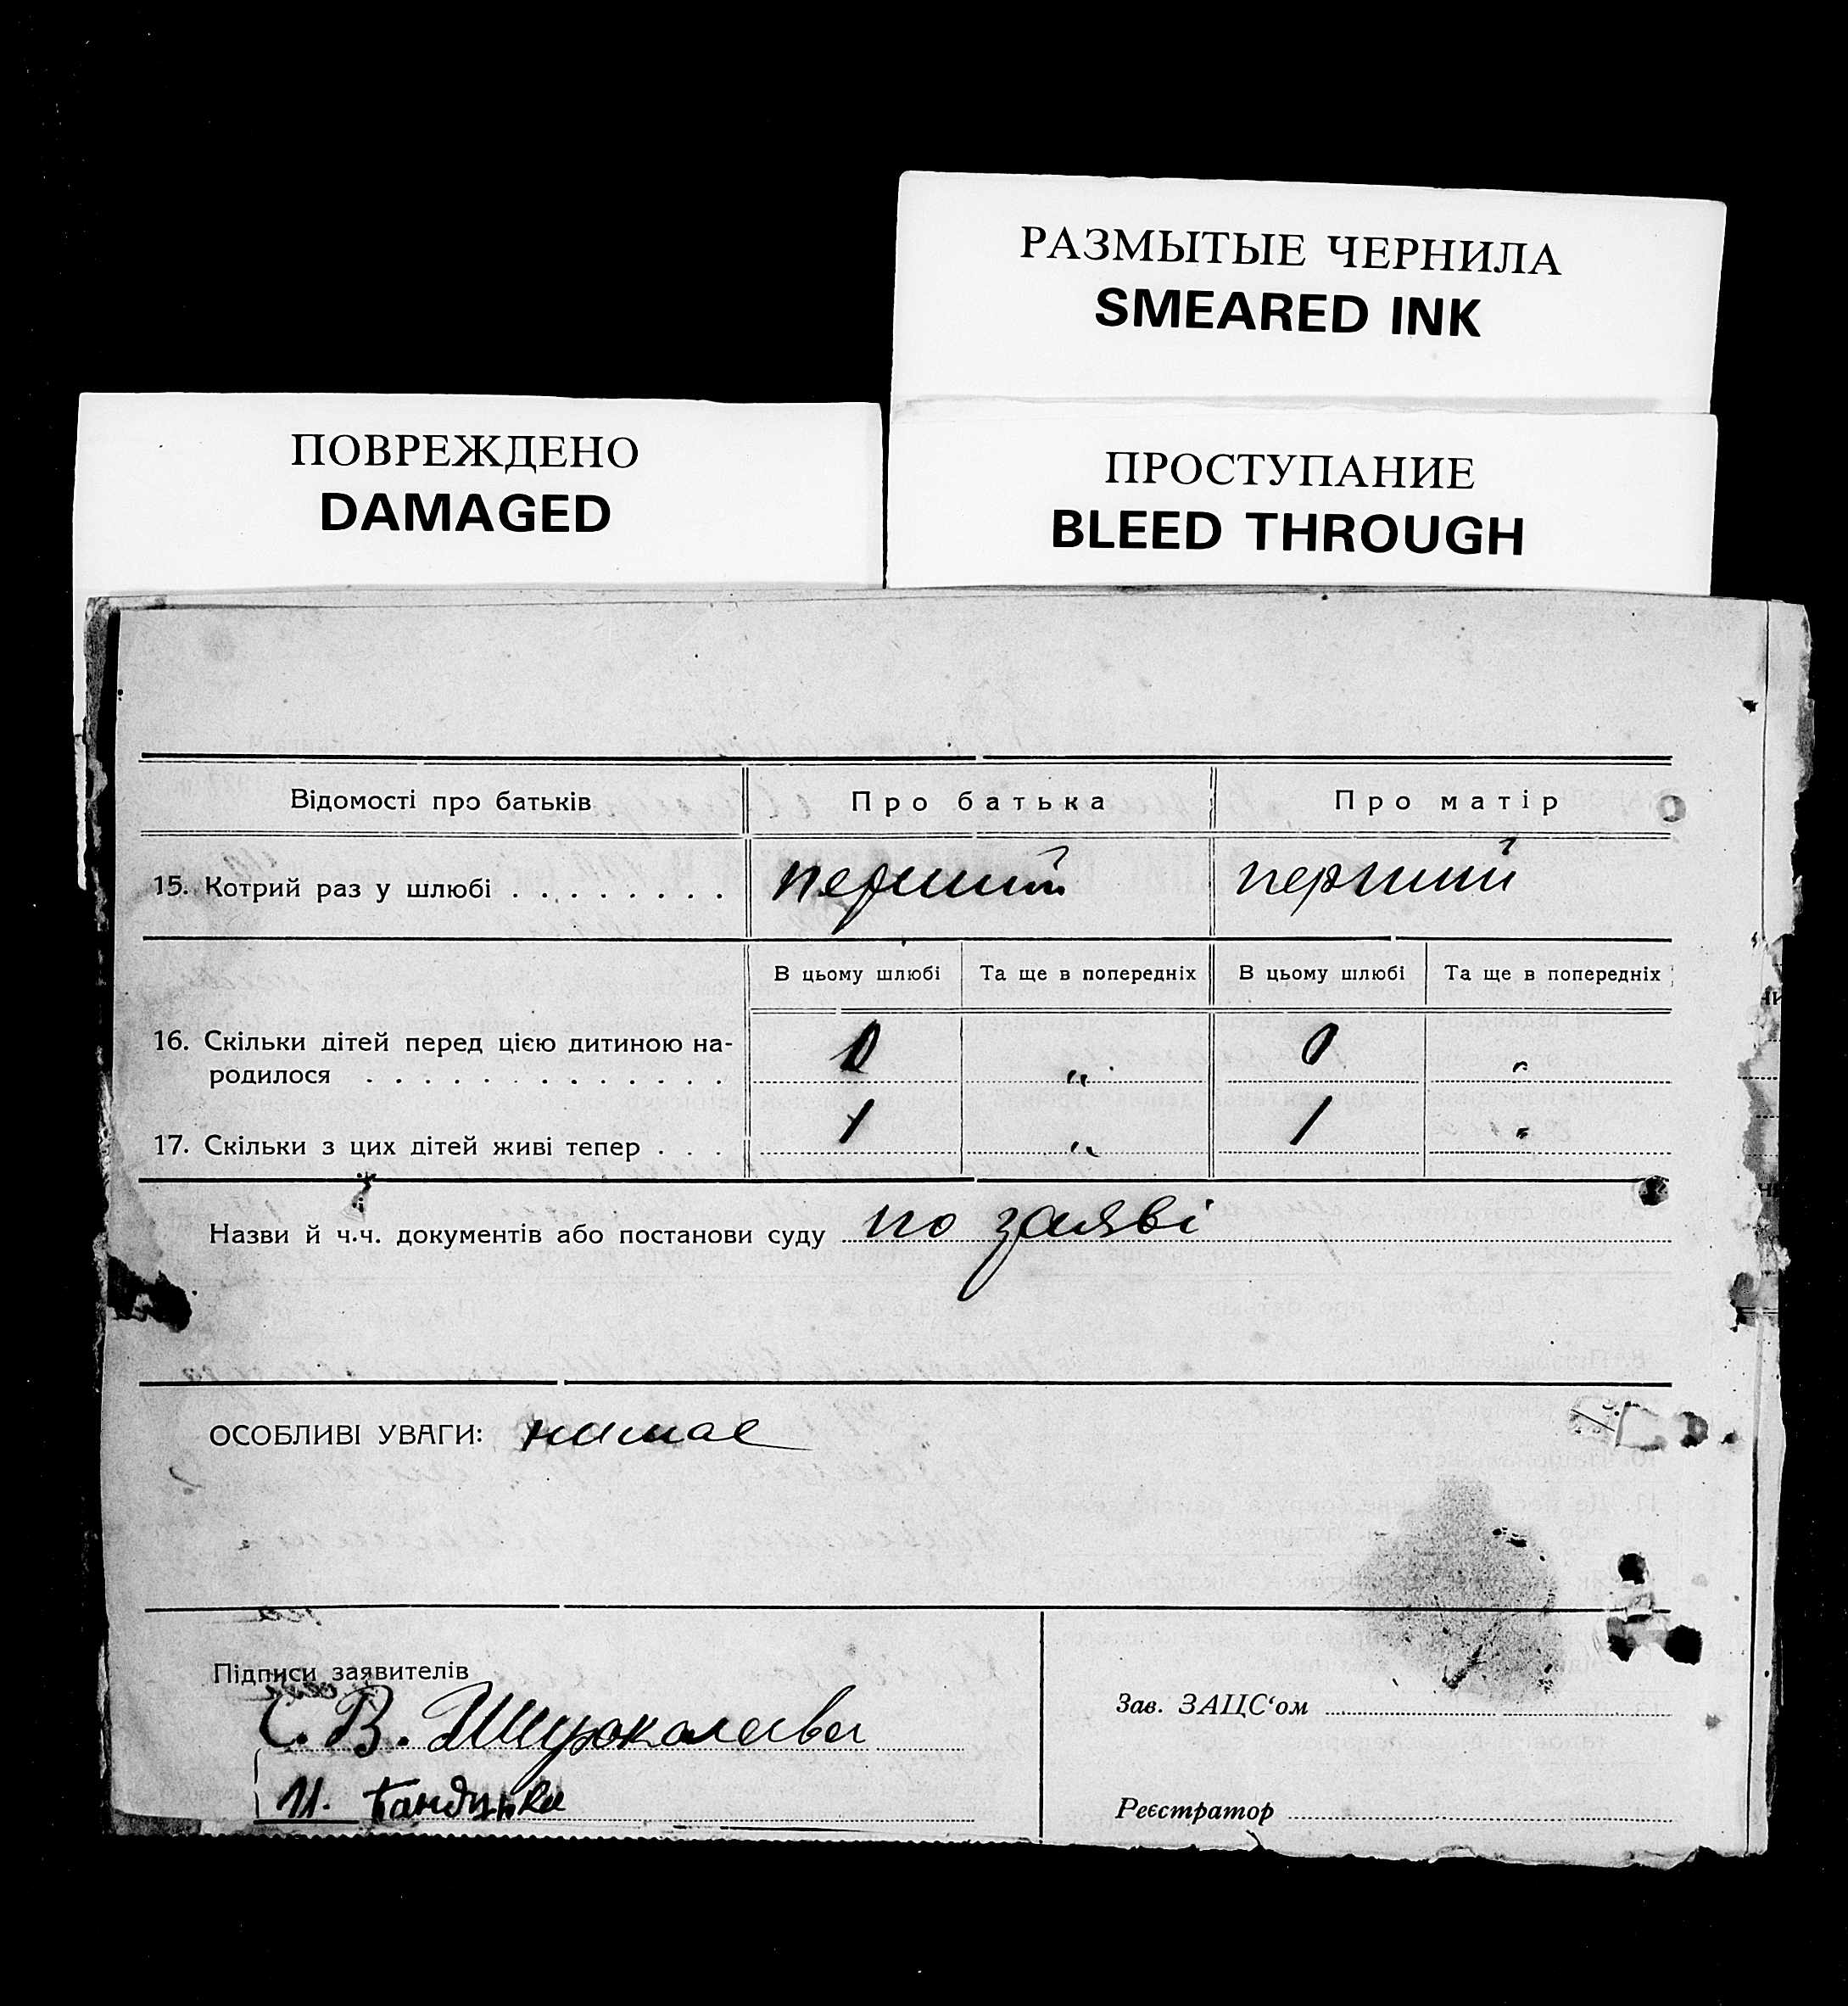 РАЗМЫТЫЕ ЧЕРНИЛА
SMEARED INK
ПОВРЕЖДЕНО
DAMAGED
ПРОСТУПАНИЕ
BLEED THROUGH
Відомості про батьків Про батька Про матір
15. Котрий раз у шлюбі . . . . . . . . перший перший
В цьому шлюбі Та ще в попередніх В цьому шлюбі Та ще в попередніх
16. Скільки дітей перед цією дитиною на-
родилося . . . . . . . . . . . . . 0 „ 0 „
17. Скільки з цих дітей живі тепер . . . 1 „ 1 „
Назви й ч.ч. документів або постанови суду по заяві
ОСОБЛИВІ УВАГИ: нимає
Підписи заявителів
С. В.
Зав. ЗАЦС‘ом
И.
Реєстратор